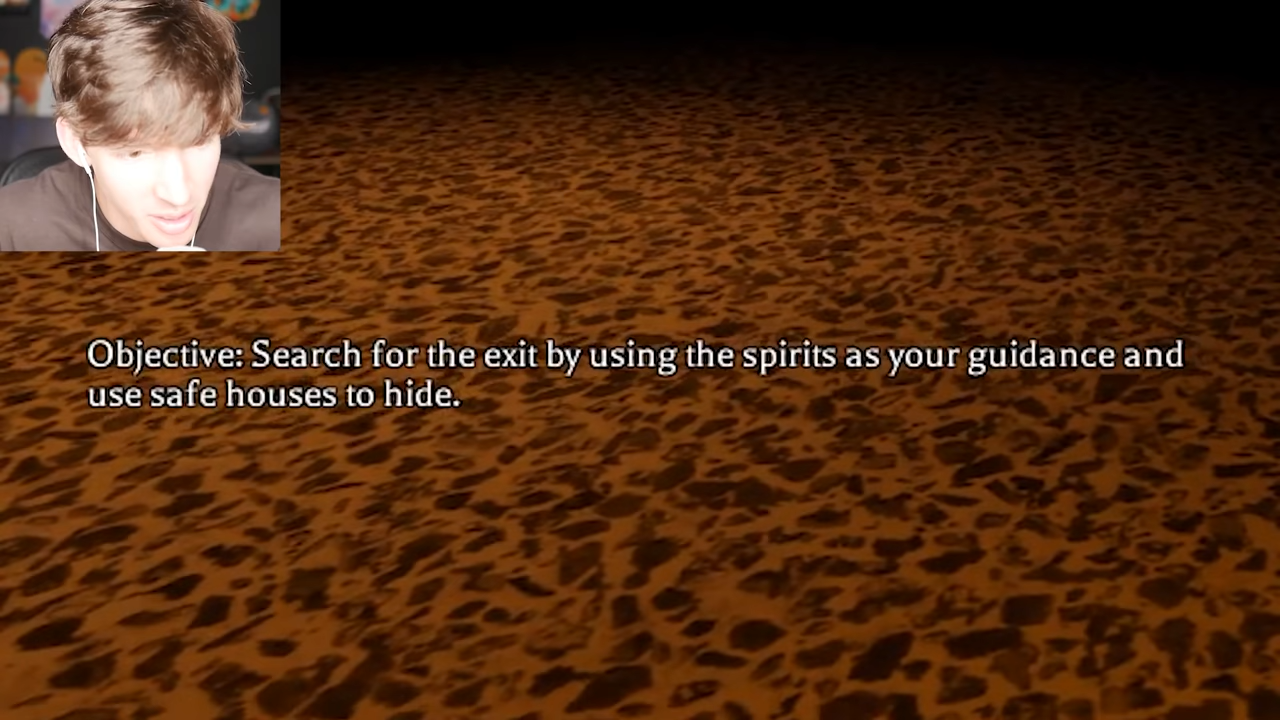 Objective: Search for the exit by using the spirits as your guidance and
use safe houses to hide.